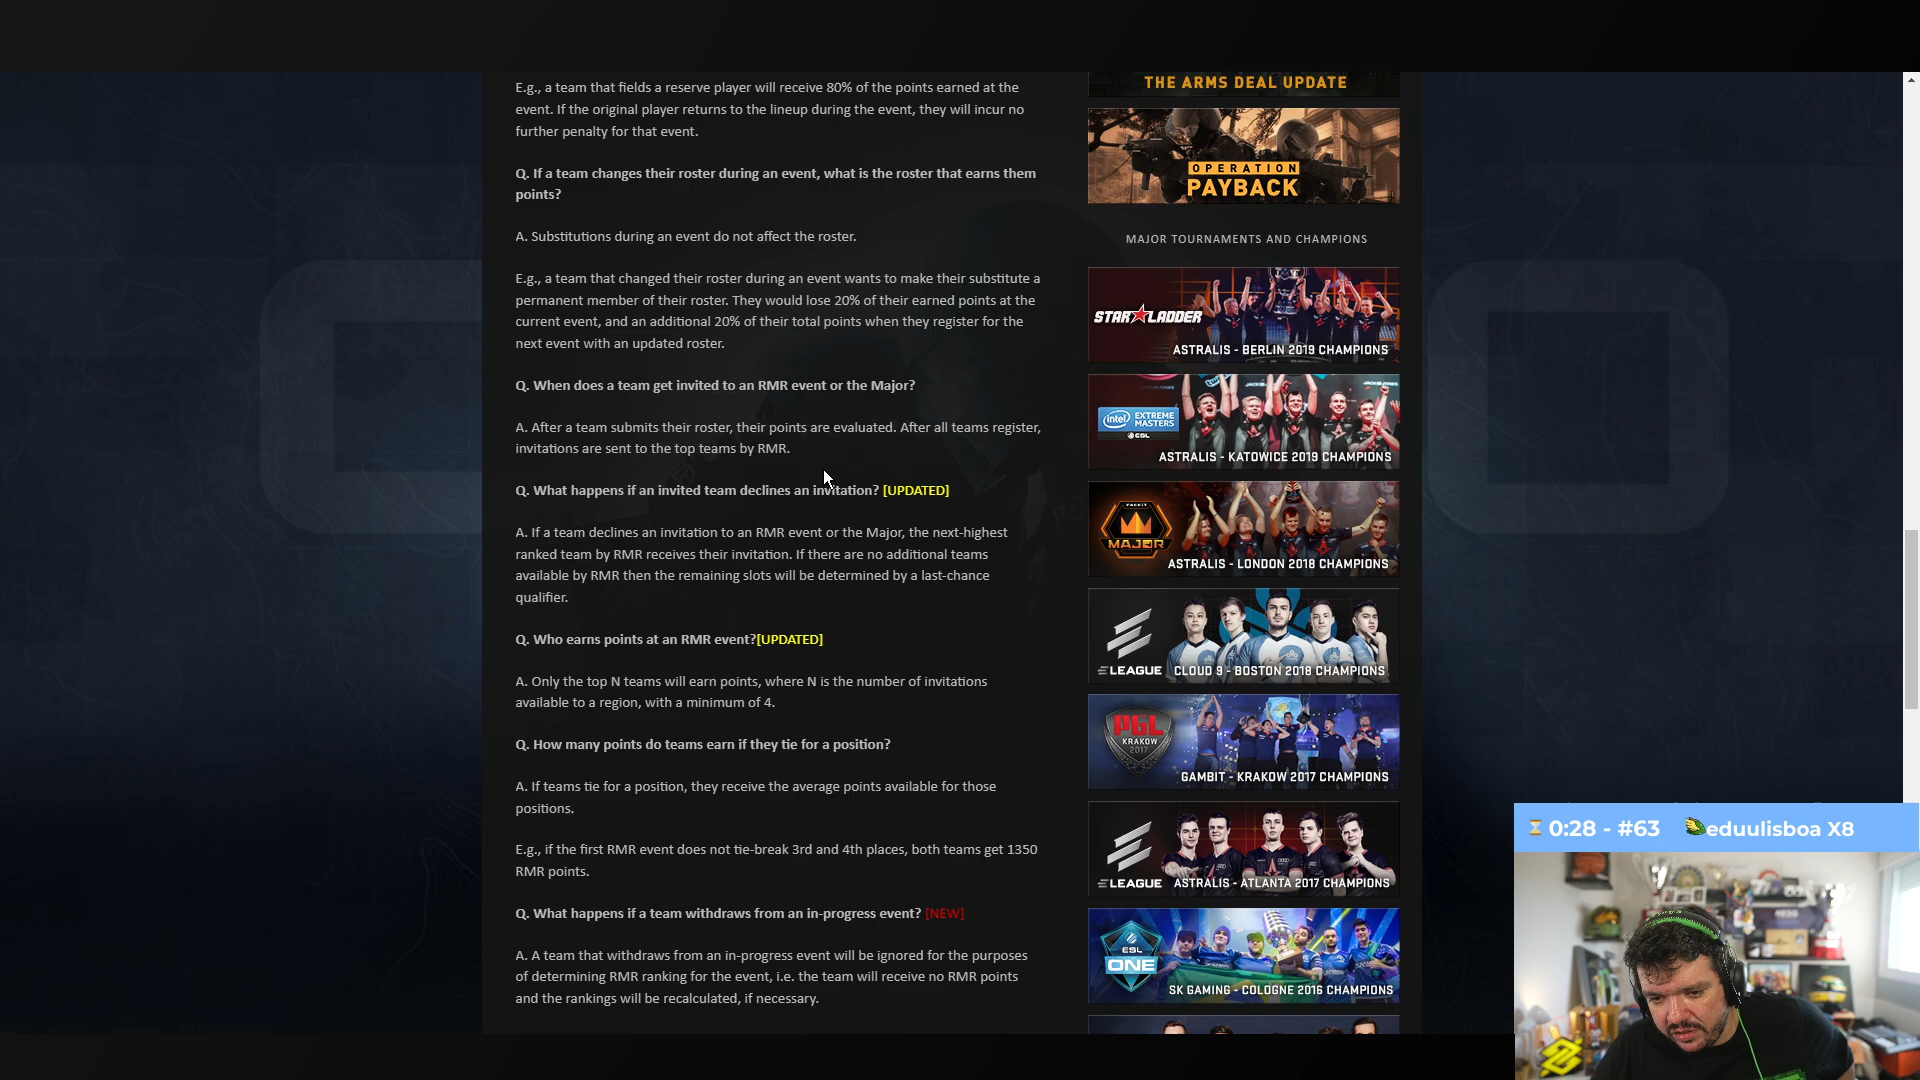 E.g., a team that fields a reserve player will receive 80% of the points earned at the
event. If the original player returns to the lineup during the event, they will incur no
further penalty for that event.
Q. If a team changes their roster during an event, what is the roster that earns them
points?
A. Substitutions during an event do not affect the roster.
E.g., a team that changed their roster during an event wants to make their substitute a
permanent member of their roster. They would lose 20% of their earned points at the
current event, and an additional 20% of their total points when they register for the
next event with an updated roster.
Q. When does a team get invited to an RMR event or the Major?
A. After a team submits their roster, their points are evaluated. After all teams register,
invitations are sent to the top teams by RMR.
Q. What happens if an invited team declines an invitation? [UPDATED]
A. If a team declines an invitation to an RMR event or the Major, the next-highest
ranked team by RMR receives their invitation. If there are no additional teams
available by RMR then the remaining slots will be determined by a last-chance
qualifier.
Q. Who earns points at an RMR event?[UPDATED]
A. Only the top N teams will earn points, where N is the number of invitations
available to a region, with a minimum of 4.
Q. How many points do teams earn if they tie for a position?
A. If teams tie for a position, they receive the average points available for those
positions.
E.g., if the first RMR event does not tie-break 3rd and 4th places, both teams get 1350
RMR points.
Q. What happens if a team withdraws from an in-progress event? [NEW]
A. A team that withdraws from an in-progress event will be ignored for the purposes
of determining RMR ranking for the event, i.e. the team will receive no RMR points
and the rankings will be recalculated, if necessary.
THE ARMS DEAL UPDATE
OPERATION
PAYBACK
MAJOR TOURNAMENTS AND CHAMPIONS
STAR LADDER
ASTRALIS - BERLIN 2019 CHAMPIONS
intel EXTREME
MASTERS
ESL
ASTRALIS - KATOWICE 2019 CHAMPIONS
FACEIT
MAJOR
ASTRALIS - LONDON 2018 CHAMPIONS
ELEAGUE
CLOUD 9 - BOSTON 2018 CHAMPIONS
PGL
KRAKOW
2017
GAMBIT - KRAKOW 2017 CHAMPIONS
ELEAGUE
ASTRALIS - ATLANTA 2017 CHAMPIONS
ESL
ONE
SK GAMING - COLOGNE 2016 CHAMPIONS
0:28 - #63 eduulisboa X8